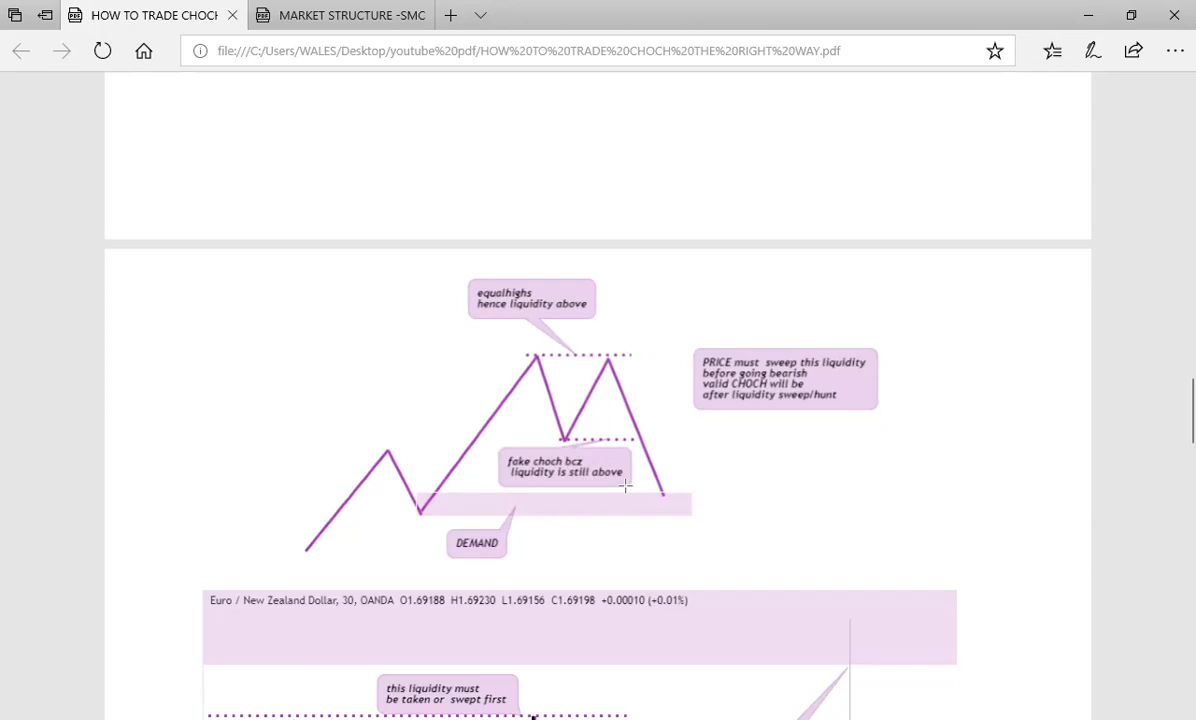 HOW TO TRADE CHOCH
MARKET STRUCTURE -SMC
file:///C:/Users/WALES/Desktop/youtube%20pdf/HOW%20TO%20TRADE%20CHOCH%20THE%20RIGHT%20WAY.pdf
equalhighs
hence liquidity above
PRICE must sweep this liquidity
before going bearish
valid CHOCH will be
after liquidity sweep/hunt
fake choch bcz
liquidity is still above
DEMAND
Euro / New Zealand Dollar, 30, OANDA O1.69188 H1.69230 L1.69156 C1.69198 +0.00010 (+0.01%)
this liquidity must
be taken or swept first